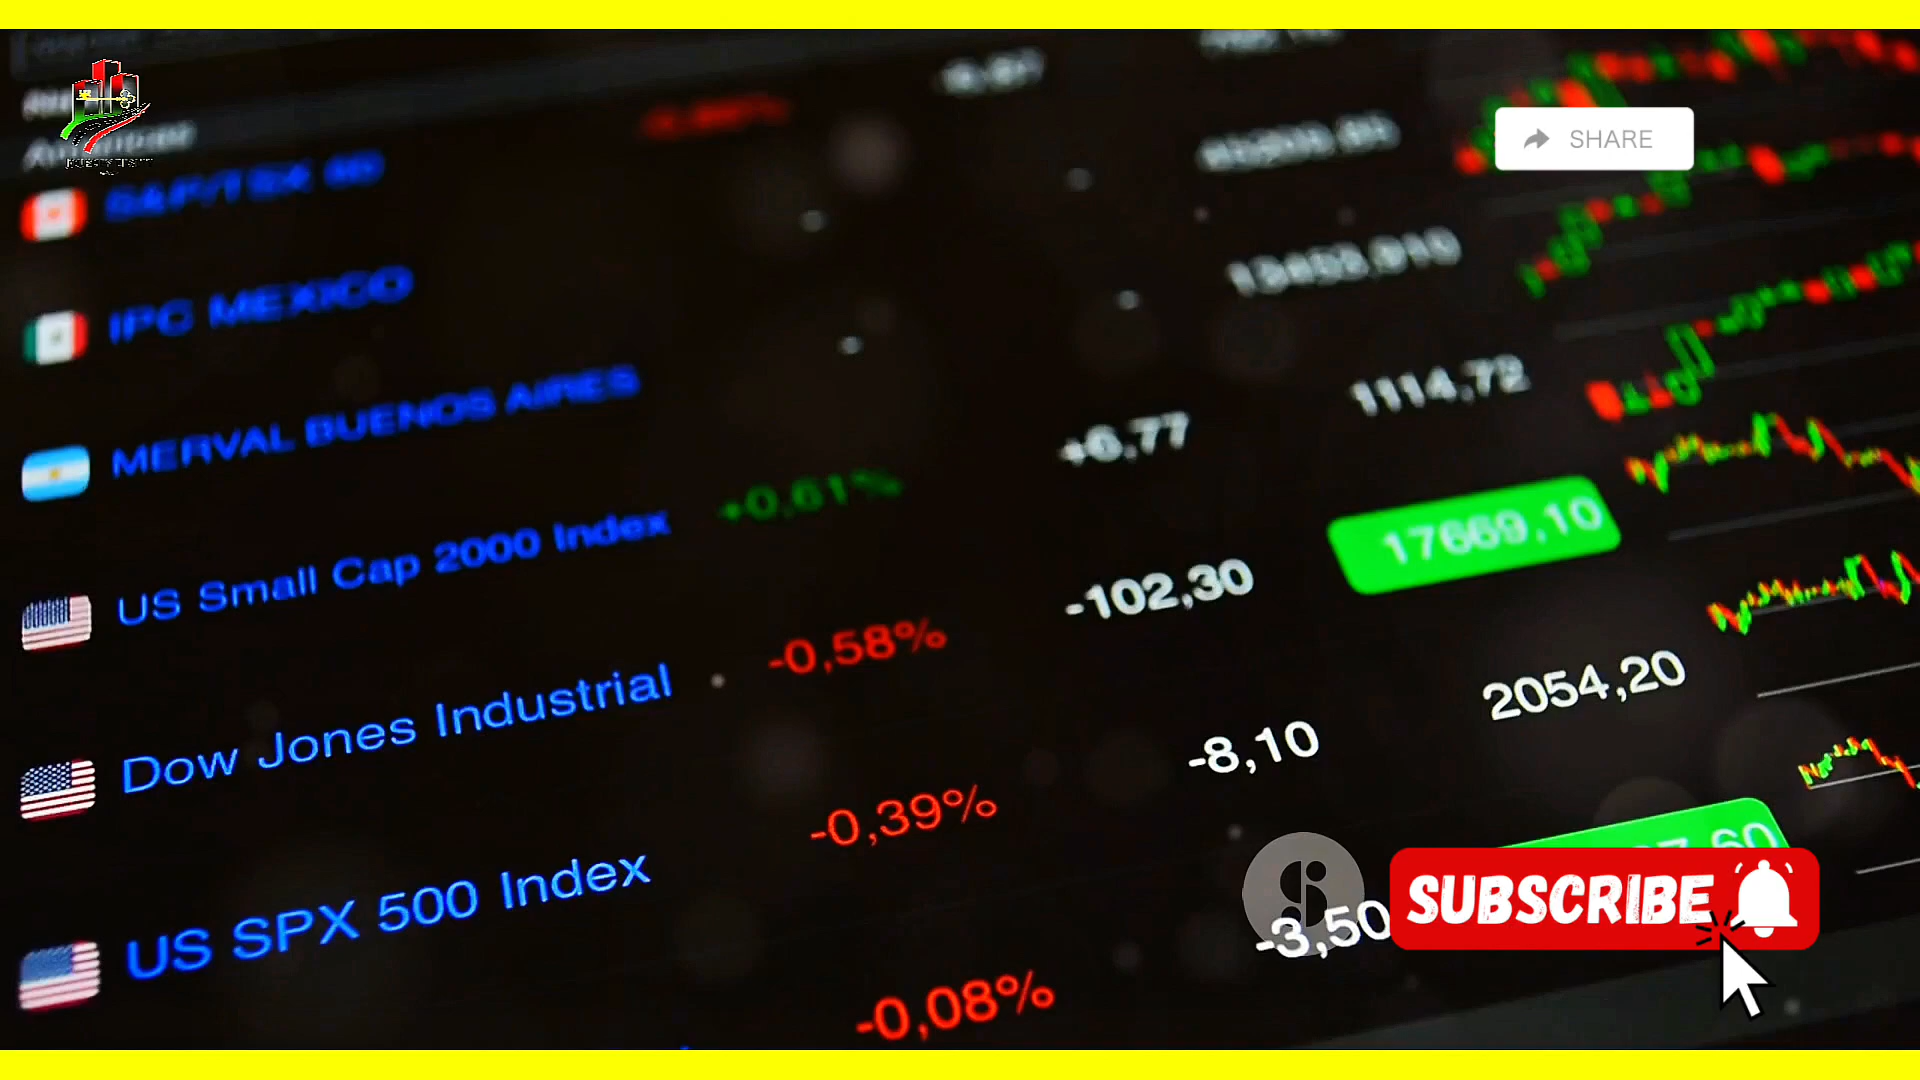 SHARE
S&P/TSX 60
IPC MEXICO
13453,910
MERVAL BUENOS AIRES
+6,77
1114,72
US Small Cap 2000 Index
+0,61%
-102,30
17669,10
Dow Jones Industrial
-0,58%
-8,10
2054,20
US SPX 500 Index
-0,39%
-3,50
SUBSCRIBE
-0,08%